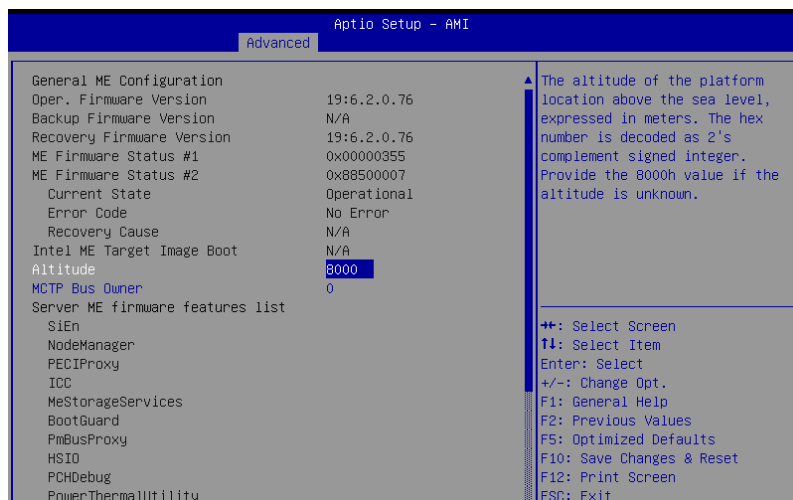 Aptio Setup - AMI
Advanced
General ME Configuration
Oper. Firmware Version 19:6.2.0.76
Backup Firmware Version N/A
Recovery Firmware Version 19:6.2.0.76
ME Firmware Status #1 0x00000355
ME Firmware Status #2 0x88500007
Current State Operational
Error Code No Error
Recovery Cause N/A
Intel ME Target Image Boot N/A
Altitude 8000
MCTP Bus Owner 0
Server ME firmware features list
SiEn
NodeManager
PECIProxy
ICC
MeStorageServices
BootGuard
PmBusProxy
HSIO
PCHDebug
PowerThermalUtility
The altitude of the platform
location above the sea level,
expressed in meters. The hex
number is decoded as 2's
complement signed integer.
Provide the 8000h value if the
altitude is unknown.
→←: Select Screen
↑↓: Select Item
Enter: Select
+/-: Change Opt.
F1: General Help
F2: Previous Values
F5: Optimized Defaults
F10: Save Changes & Reset
F12: Print Screen
ESC: Exit